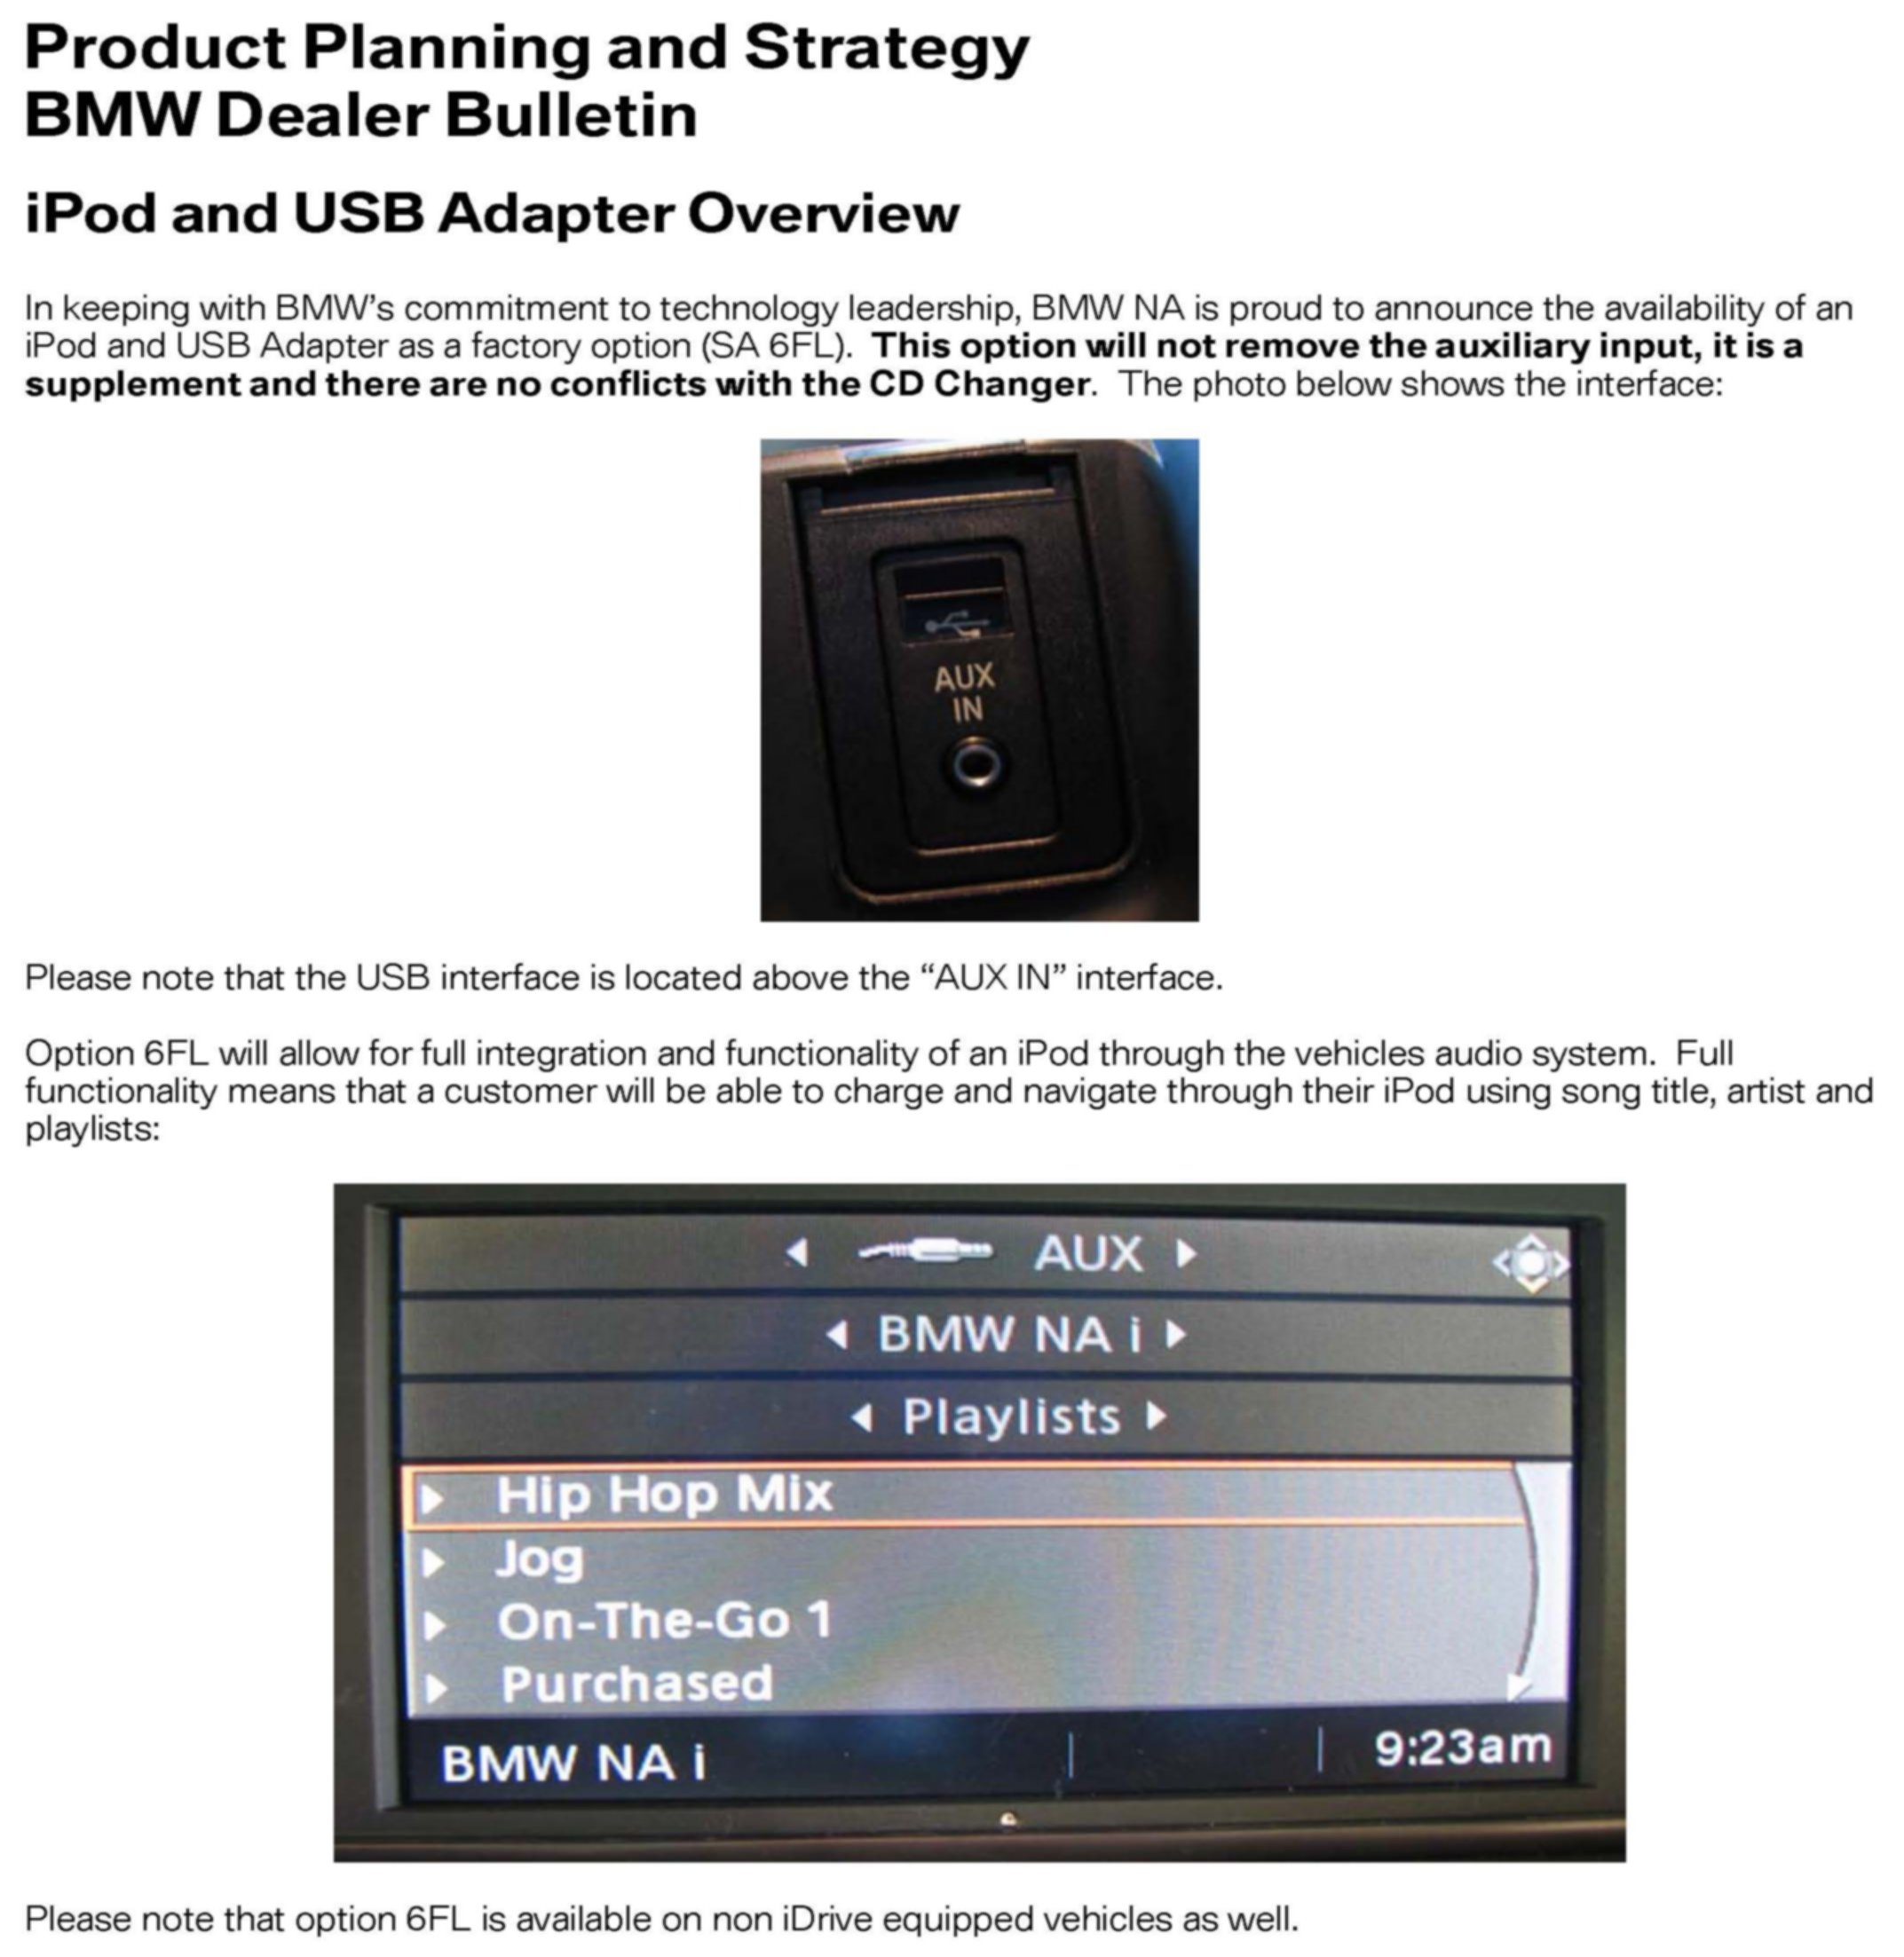 Product Planning and Strategy
BMW Dealer Bulletin
iPod and USB Adapter Overview
In keeping with BMW's commitment to technology leadership, BMW NA is proud to announce the availability of an
iPod and USB Adapter as a factory option (SA 6FL).  This option will not remove the auxiliary input, it is a
supplement and there are no conflicts with the CD Changer.  The photo below shows the interface:
AUX
IN
Please note that the USB interface is located above the “AUX IN” interface.
Option 6FL will allow for full integration and functionality of an iPod through the vehicles audio system.  Full
functionality means that a customer will be able to charge and navigate through their iPod using song title, artist and
playlists:
AUX
BMW NA i
Playlists
Hip Hop Mix
Jog
On-The-Go 1
Purchased
BMW NA i 9:23am
Please note that option 6FL is available on non iDrive equipped vehicles as well.